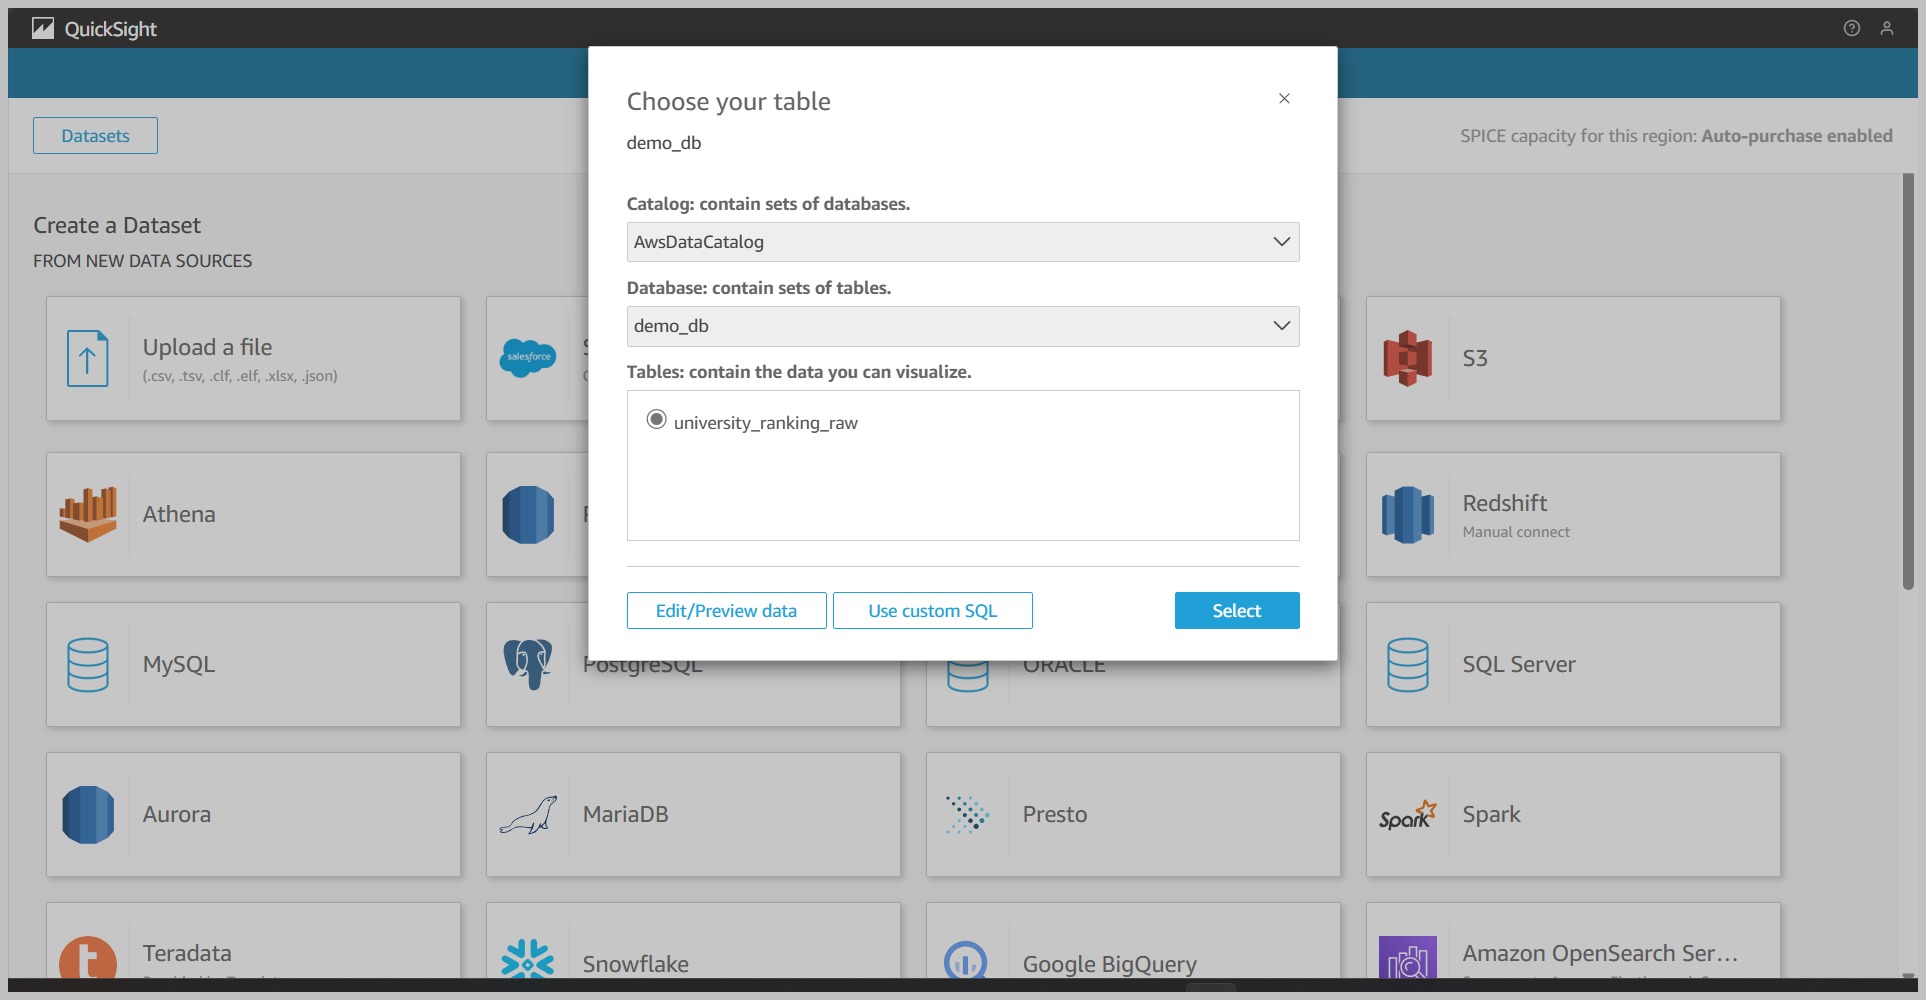 QuickSight
Choose your table
demo_db
Datasets
SPICE capacity for this region: Auto-purchase enabled
Catalog: contain sets of databases.
AwsDataCatalog
Database: contain sets of tables.
demo_db
Tables: contain the data you can visualize.
university_ranking_raw
Edit/Preview data
Use custom SQL
Select
Create a Dataset
FROM NEW DATA SOURCES
Upload a file
(.csv, .tsv, .clf, .elf, .xlsx, .json)
salesforce
S3
Athena
Redshift
Manual connect
MySQL
PostgreSQL
ORACLE
SQL Server
Aurora
MariaDB
Presto
Spark
Spark
t
Teradata
Snowflake
Google BigQuery
Amazon OpenSearch Ser...